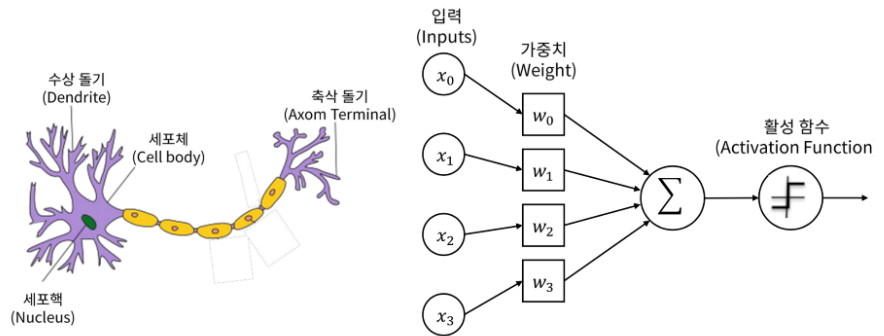 수상 돌기
(Dendrite)
세포체
(Cell body)
축삭 돌기
(Axom Terminal)
세포핵
(Nucleus)
입력
(Inputs)
가중치
(Weight)
x₀
w₀
x₁
w₁
x₂
w₂
x₃
w₃
∑
활성 함수
(Activation Function